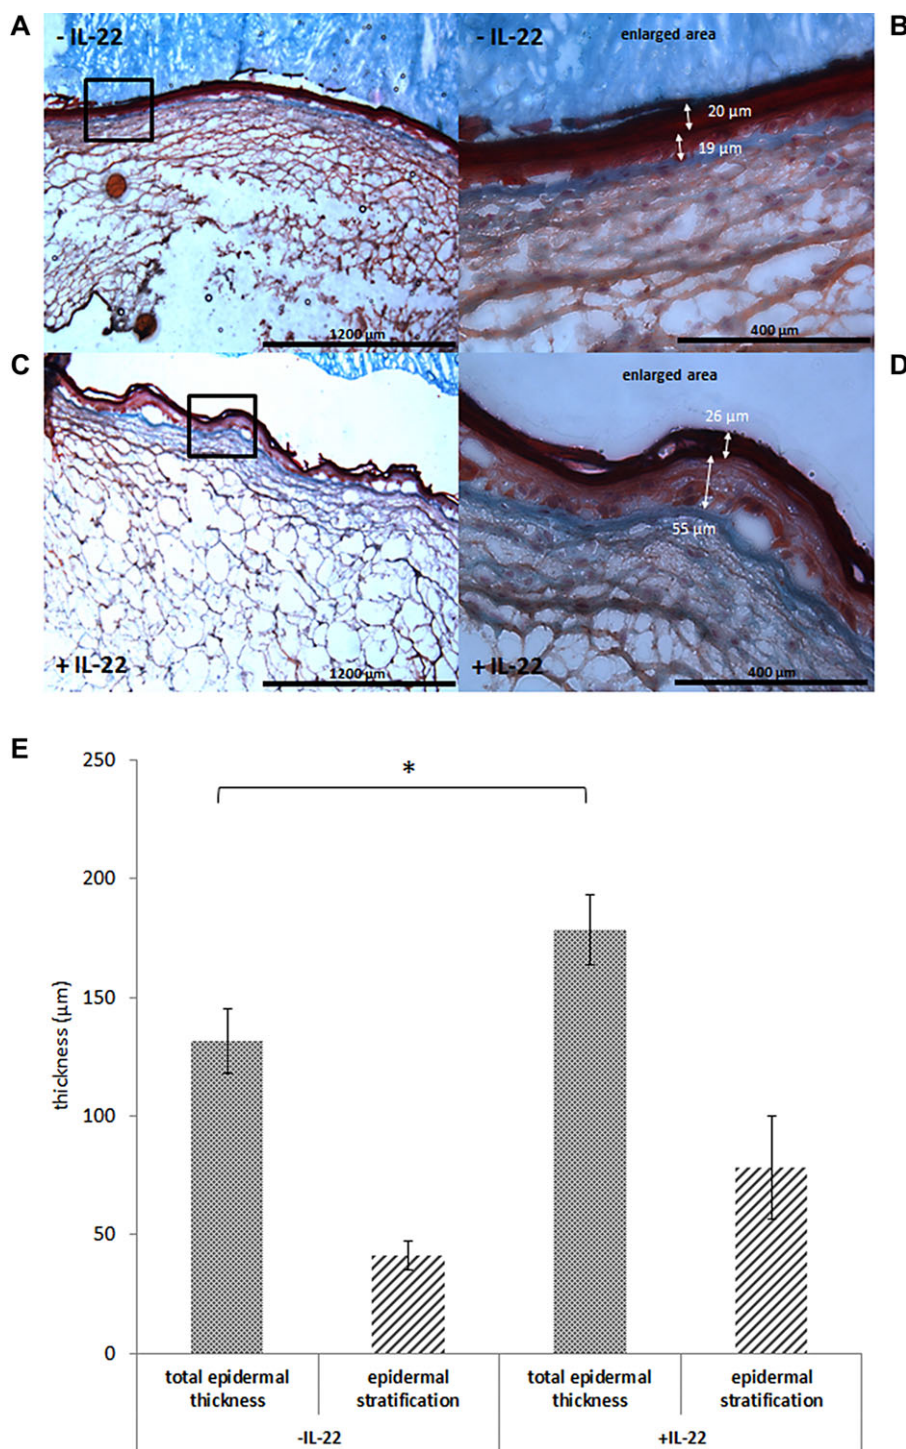 A
- IL-22
- IL-22
enlarged area
B
20 µm
19 µm
1200 µm
400 µm
C
enlarged area
D
26 µm
55 µm
+ IL-22
1200 µm
+ IL-22
400 µm
E
250
*
200
150
100
50
0
thickness (µm)
total epidermal
thickness
epidermal
stratification
total epidermal
thickness
epidermal
stratification
-IL-22
+IL-22